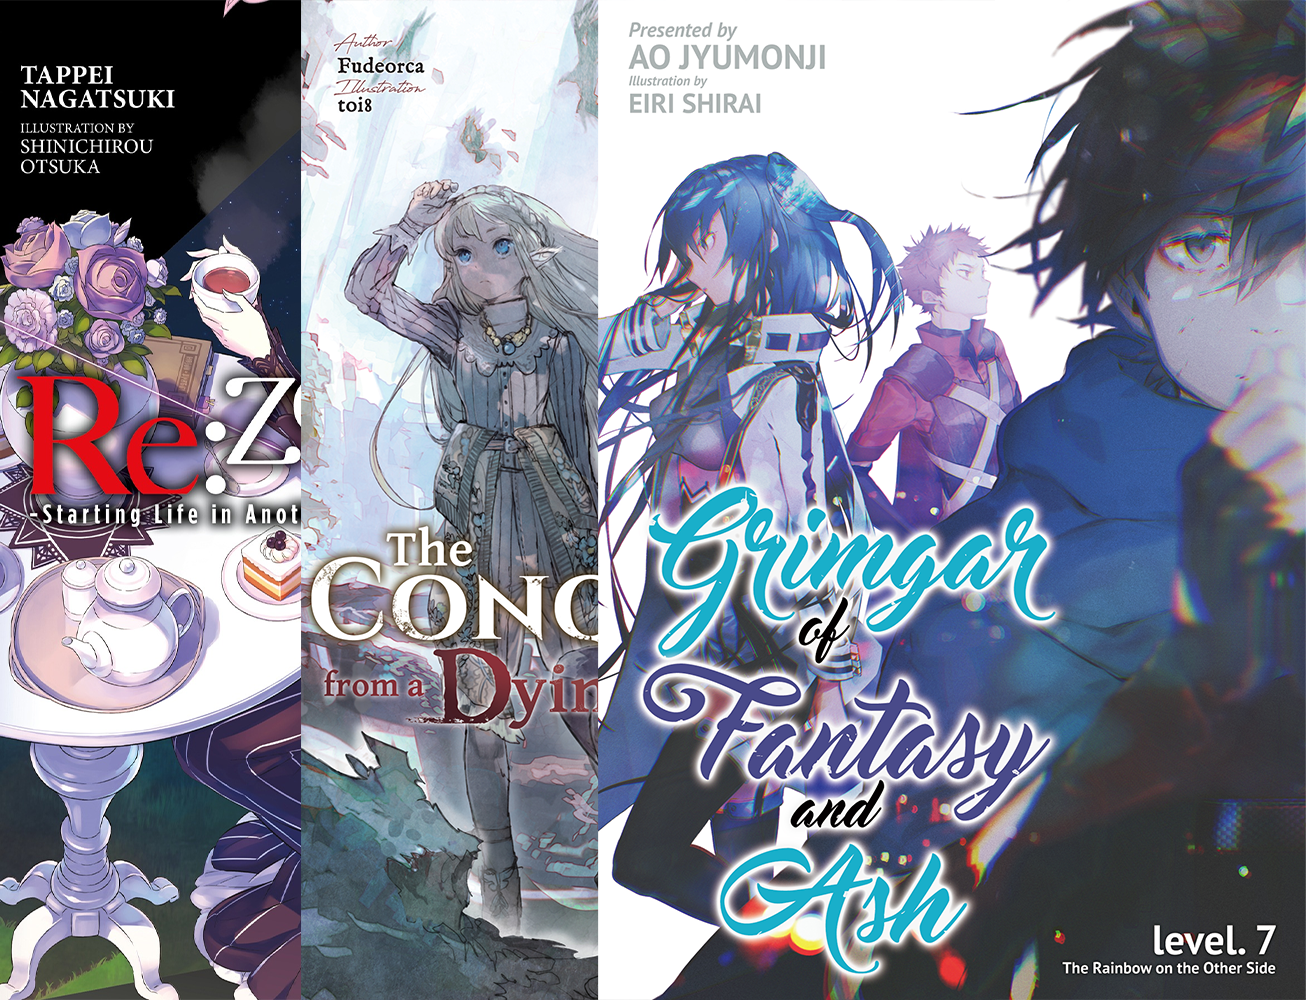 TAPPEI
NAGATSUKI
ILLUSTRATION BY
SHINICHIROU
OTSUKA
Re:Z
-Starting Life in Anot
Author
Fudeorca
Illustration
toi8
The
CONC
from a Dyin
Presented by
AO JYUMONJI
Illustration by
EIRI SHIRAI
Grimgar
of
Fantasy
and
Ash
level. 7
The Rainbow on the Other Side